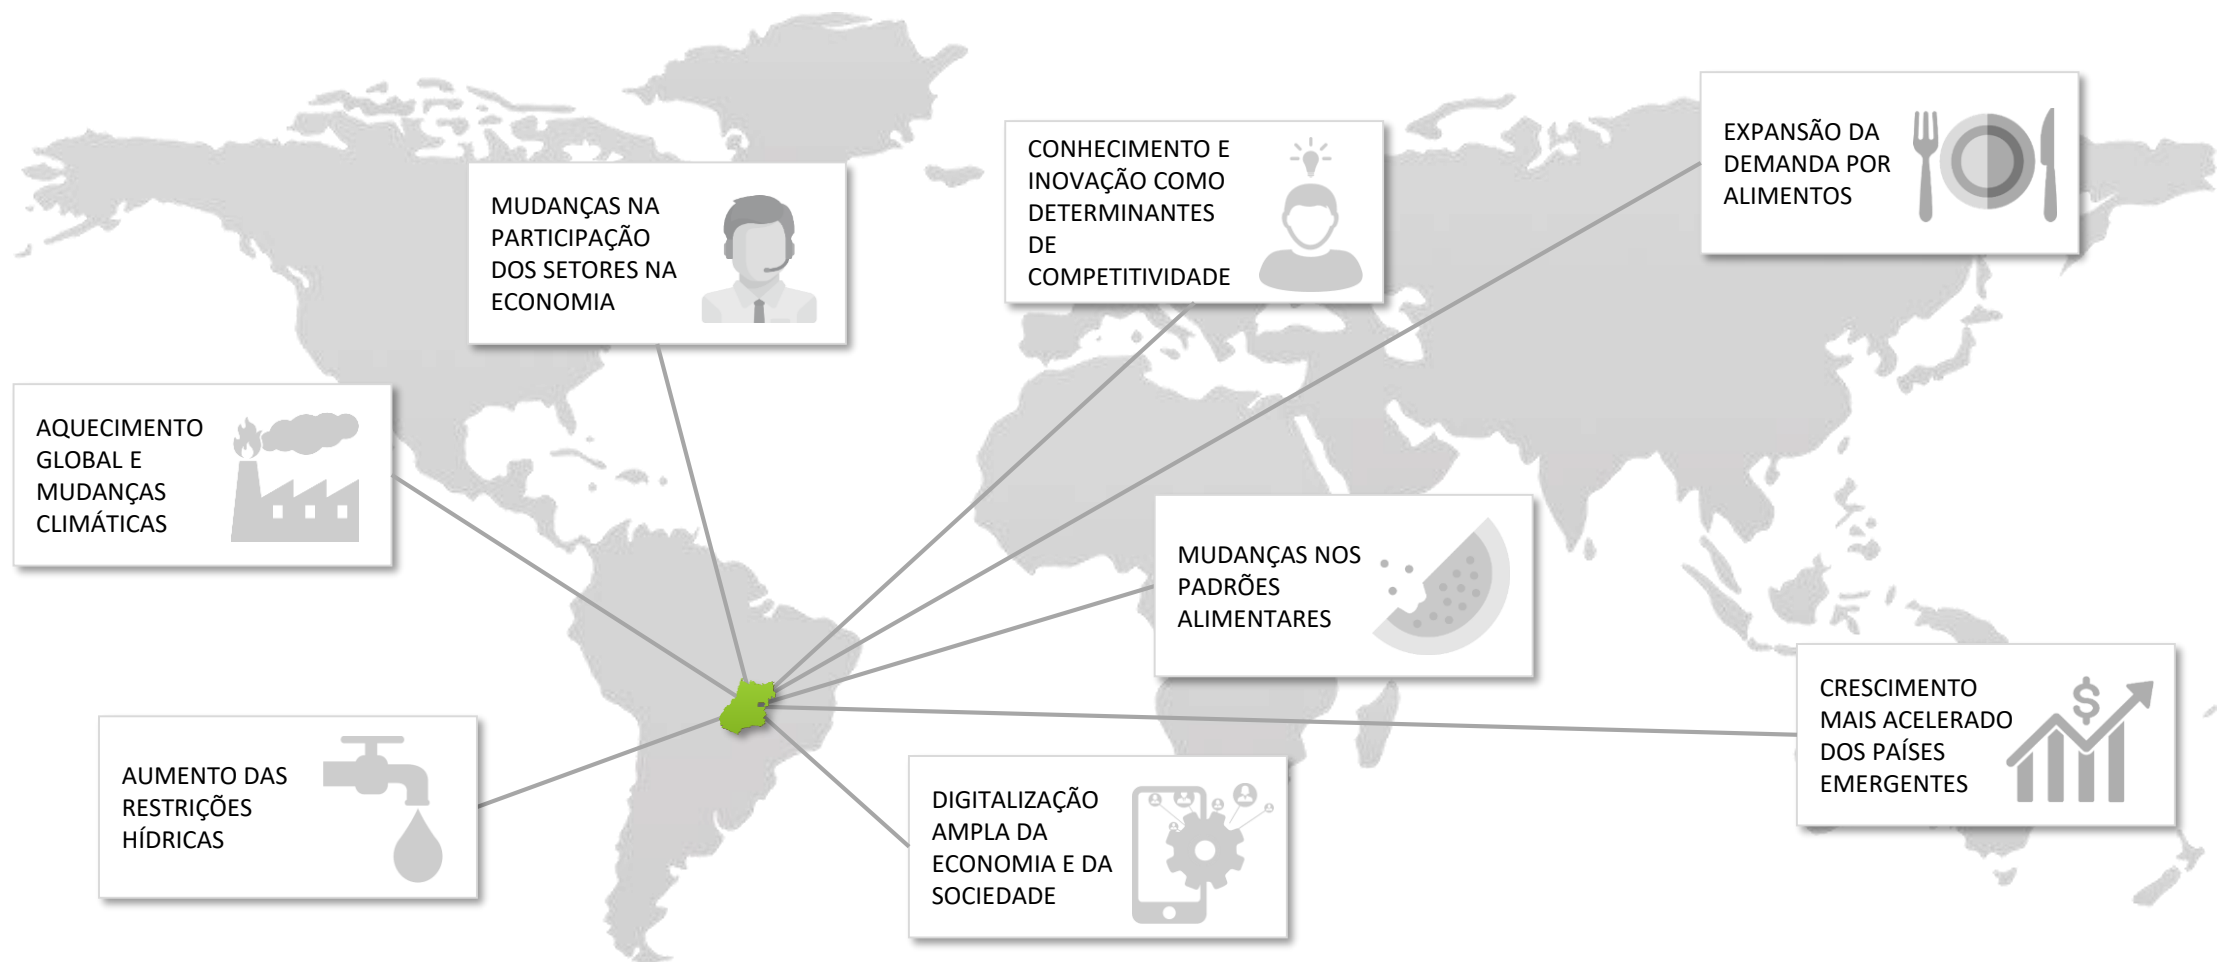 MUDANÇAS NA
PARTICIPAÇÃO
DOS SETORES NA
ECONOMIA
CONHECIMENTO E
INOVAÇÃO COMO
DETERMINANTES
DE
COMPETITIVIDADE
EXPANSÃO DA
DEMANDA POR
ALIMENTOS
AQUECIMENTO
GLOBAL E
MUDANÇAS
CLIMÁTICAS
MUDANÇAS NOS
PADRÕES
ALIMENTARES
CRESCIMENTO
MAIS ACELERADO
DOS PAÍSES
EMERGENTES
$
AUMENTO DAS
RESTRIÇÕES
HÍDRICAS
DIGITALIZAÇÃO
AMPLA DA
ECONOMIA E DA
SOCIEDADE